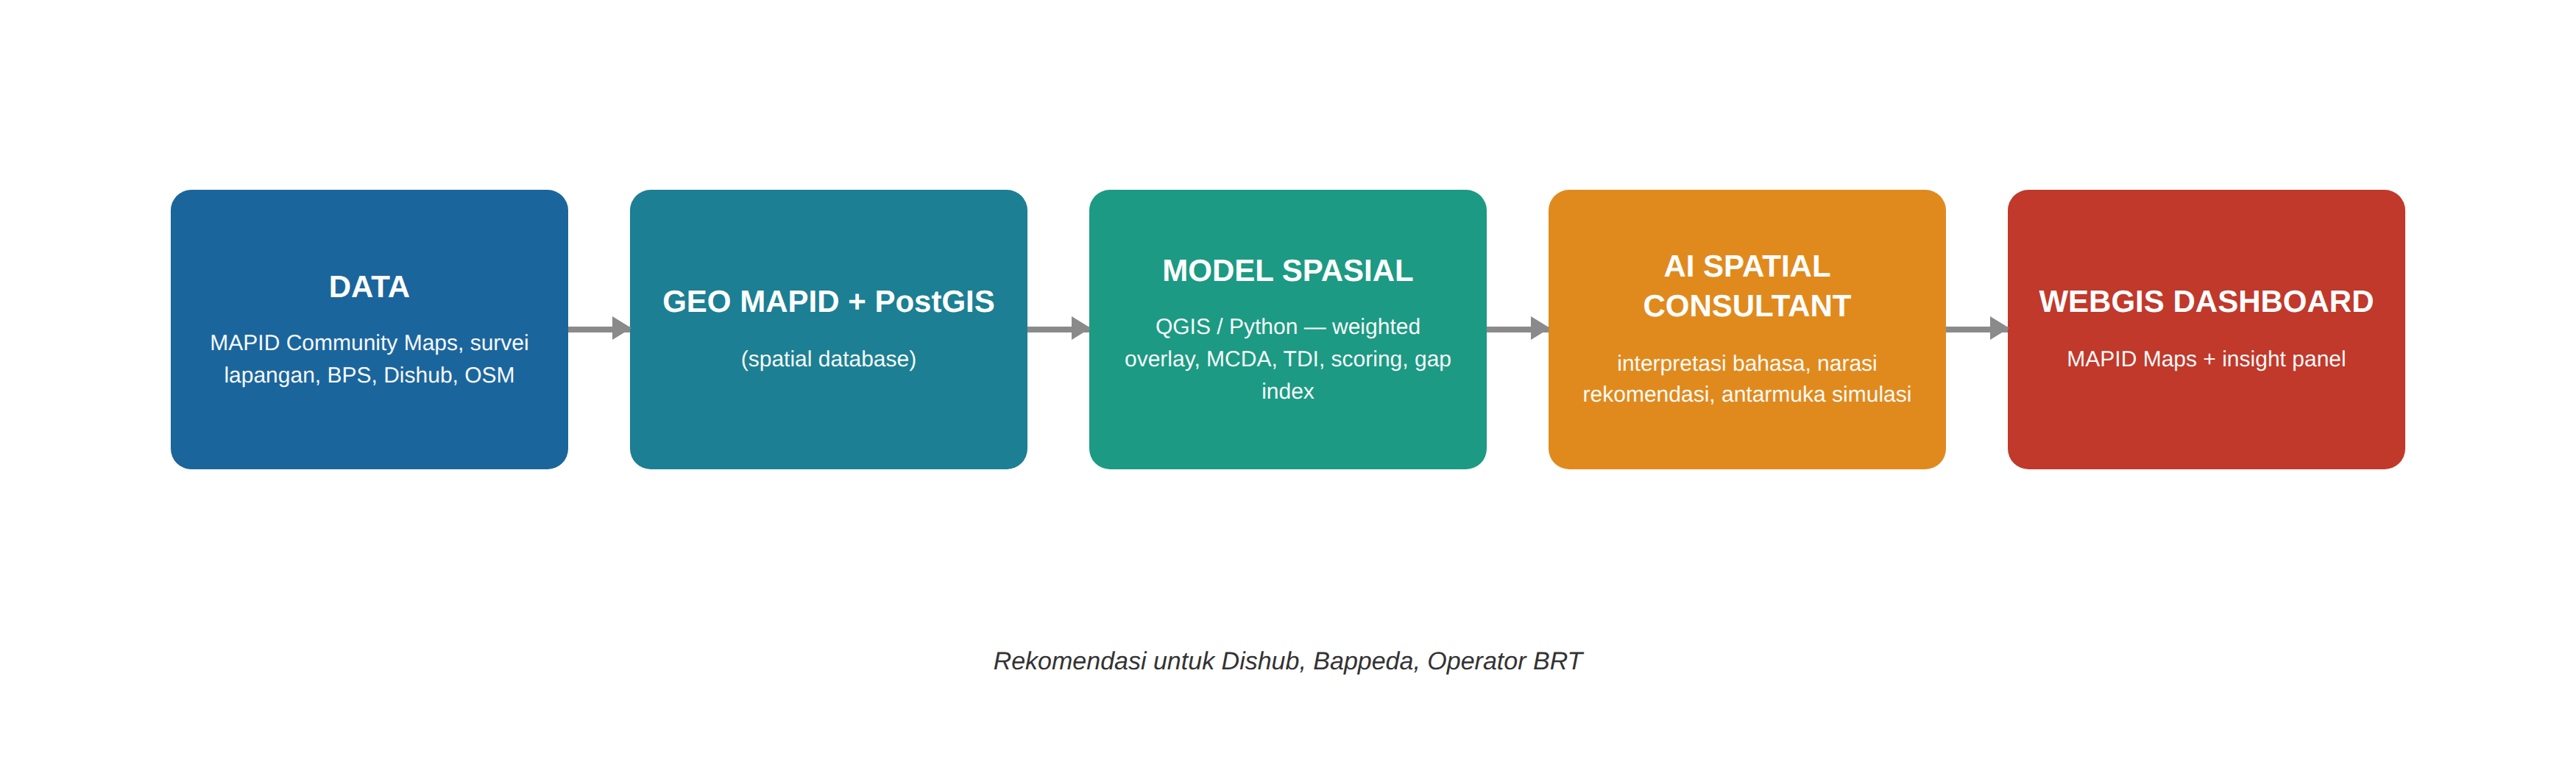 DATA
MAPID Community Maps, survei
lapangan, BPS, Dishub, OSM
GEO MAPID + PostGIS
(spatial database)
MODEL SPASIAL
QGIS / Python — weighted
overlay, MCDA, TDI, scoring, gap
index
AI SPATIAL
CONSULTANT
interpretasi bahasa, narasi
rekomendasi, antarmuka simulasi
WEBGIS DASHBOARD
MAPID Maps + insight panel
Rekomendasi untuk Dishub, Bappeda, Operator BRT